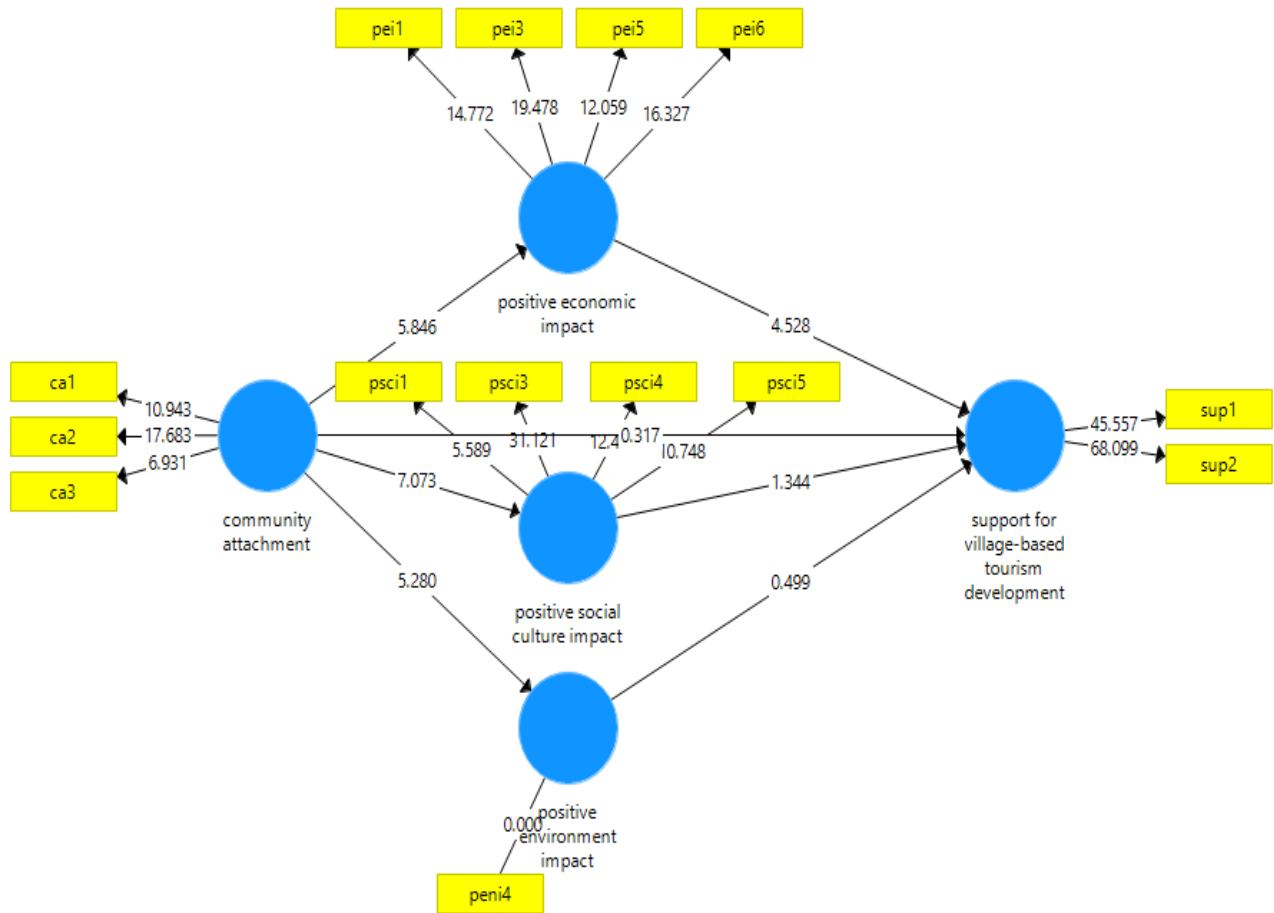 pei1 pei3 pei5 pei6
14.772 19.478 12.059 16.327
positive economic
impact
5.846 4.528
psci1 psci3 psci4 psci5
ca1
ca2
ca3
10.943
17.683
6.931
5.589 31.121 12.4 0.317 10.748
sup1
sup2
45.557
68.099
7.073 1.344
community
attachment
support for
village-based
tourism
development
5.280 0.499
positive social
culture impact
0.000
positive
environment
impact
peni4